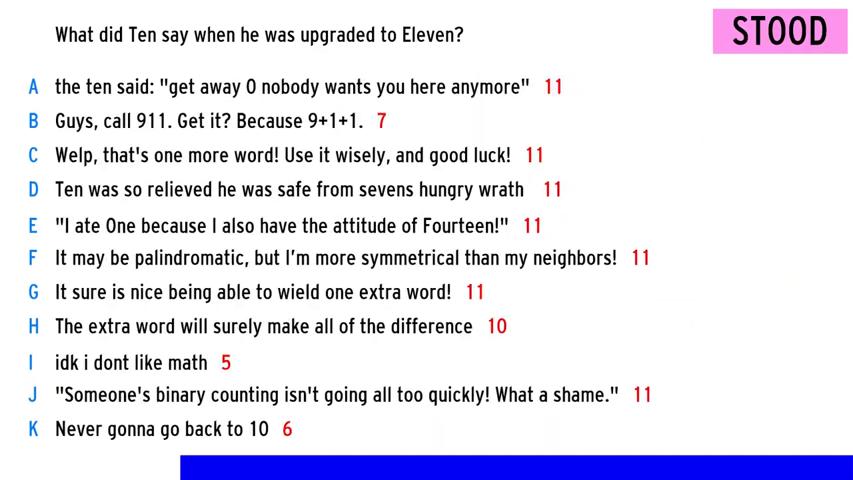 What did Ten say when he was upgraded to Eleven?
STOOD
A the ten said: "get away 0 nobody wants you here anymore" 11
B Guys, call 911. Get it? Because 9+1+1. 7
C Welp, that's one more word! Use it wisely, and good luck! 11
D Ten was so relieved he was safe from sevens hungry wrath 11
E "I ate One because I also have the attitude of Fourteen!" 11
F It may be palindromatic, but I'm more symmetrical than my neighbors! 11
G It sure is nice being able to wield one extra word! 11
H The extra word will surely make all of the difference 10
I idk i dont like math 5
J "Someone's binary counting isn't going all too quickly! What a shame." 11
K Never gonna go back to 10 6